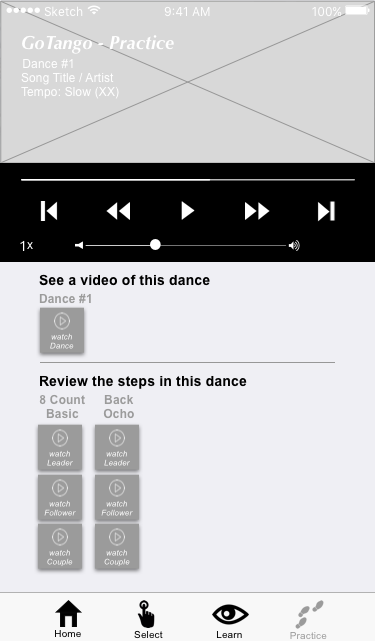 Sketch 9:41 AM 100%
GoTango - Practice
Dance #1
Song Title / Artist
Tempo: Slow (XX)
1x
See a video of this dance
Dance #1
watch
Dance
Review the steps in this dance
8 Count Basic
Back Ocho
watch
Leader
watch
Leader
watch
Follower
watch
Follower
watch
Couple
watch
Couple
Home Select Learn Practice